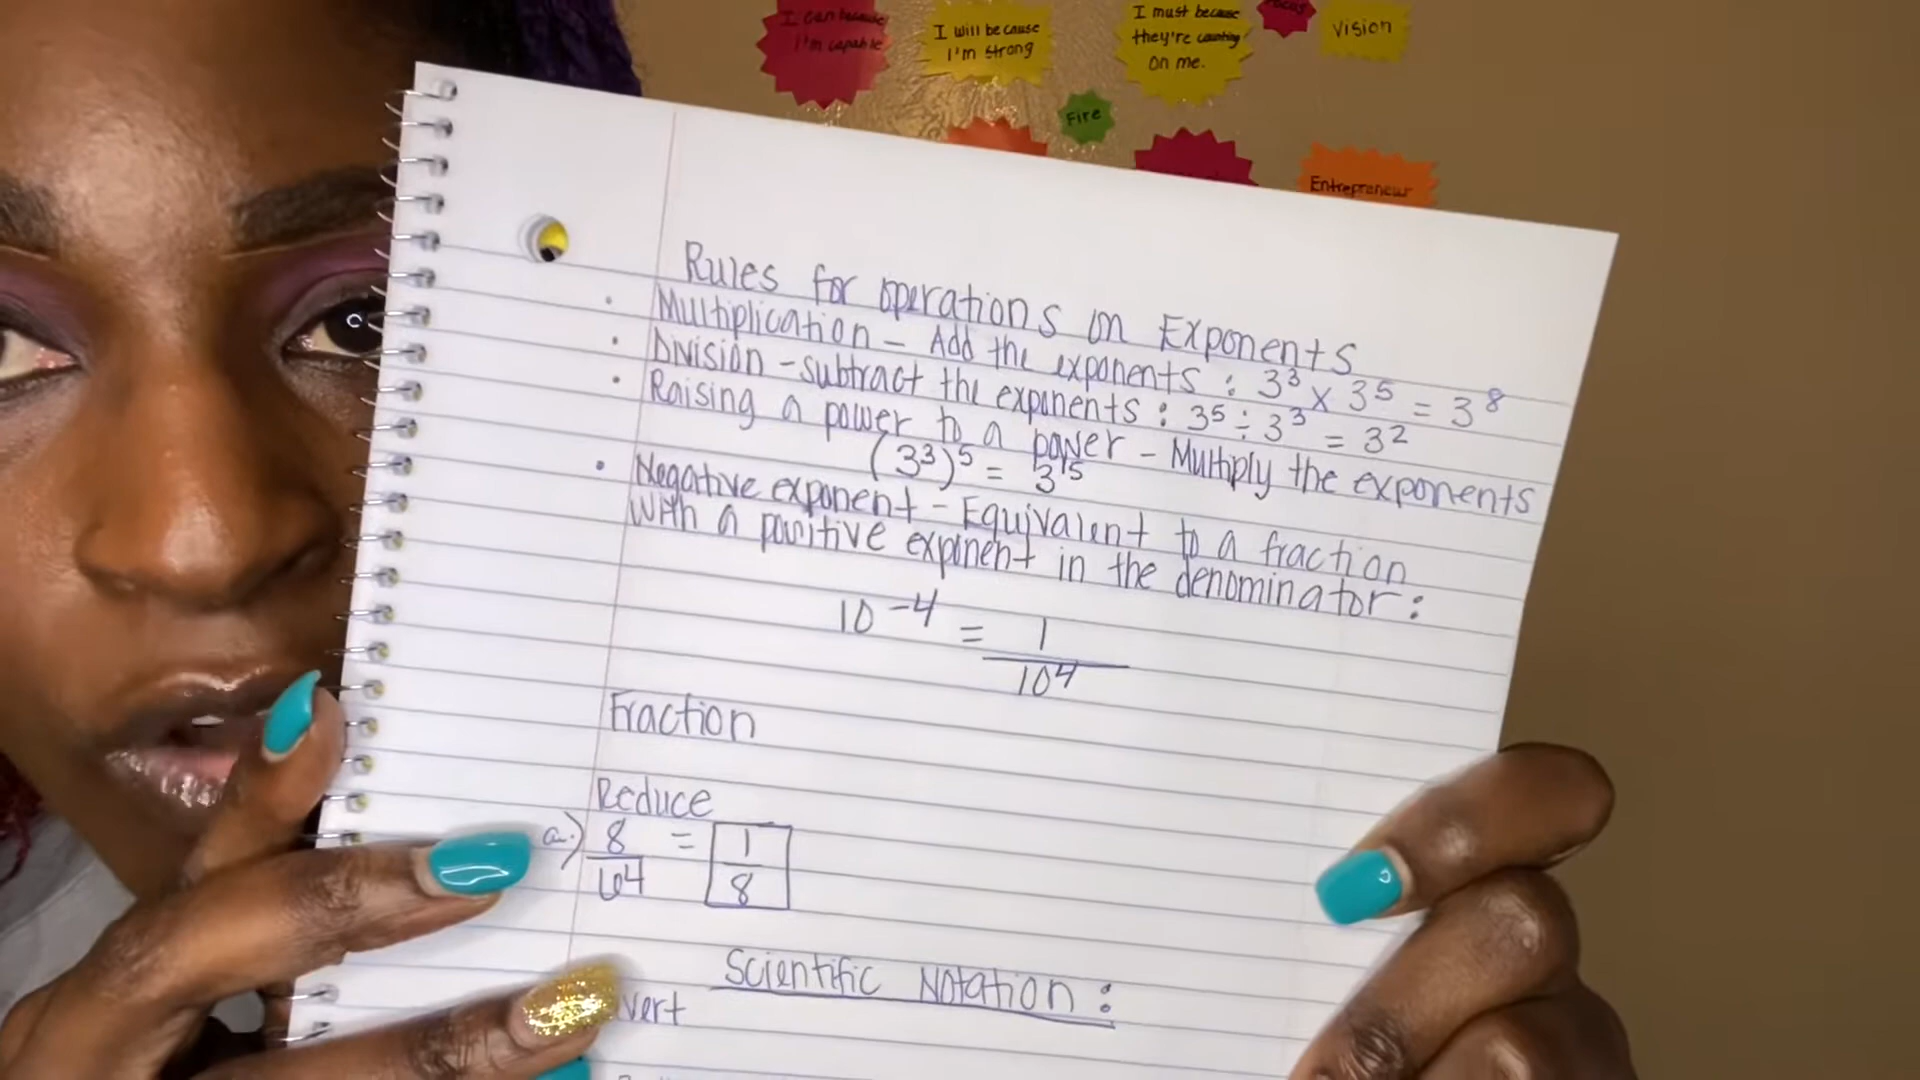 I can because
I'm capable
I will because
I'm strong
I must because
they're counting
on me.
Focus
Vision
Fire
Entrepreneur
Rules for operations on Exponents
• Multiplication – Add the exponents : 3³ x 3⁵ = 3⁸
• Division – subtract the exponents : 3⁵ ÷ 3³ = 3²
• Raising a power to a power – Multiply the exponents
(3³)⁵ = 3¹⁵
• Negative exponent – Equivalent to a fraction
with a positive exponent in the denominator :
10⁻⁴ = 1
10⁴
Fraction
Reduce
a.) 8 = 1
64 8
Scientific Notation :
vert